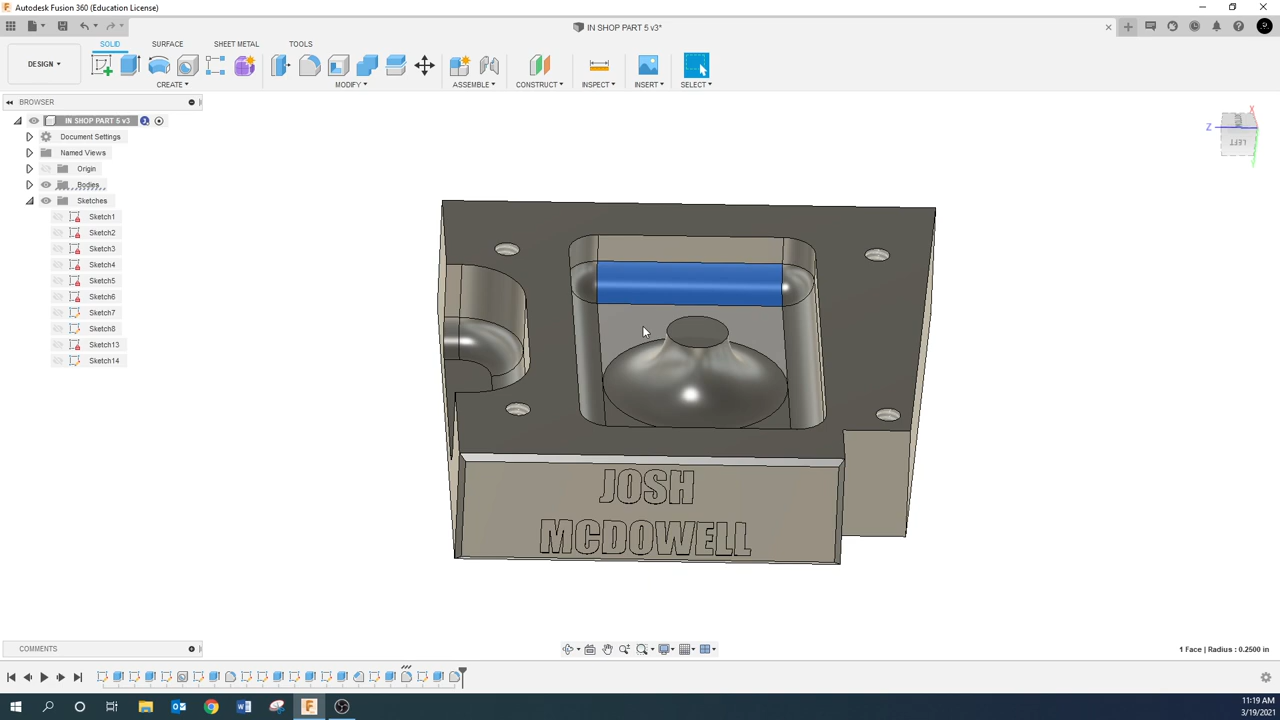 Autodesk Fusion 360 (Education License)
IN SHOP PART 5 v3*
SOLID SURFACE SHEET METAL TOOLS
DESIGN
CREATE MODIFY ASSEMBLE CONSTRUCT INSPECT INSERT SELECT
BROWSER
IN SHOP PART 5 v3
Document Settings
Named Views
Origin
Bodies
Sketches
Sketch1
Sketch2
Sketch3
Sketch4
Sketch5
Sketch6
Sketch7
Sketch8
Sketch13
Sketch14
X
Z
LEFT
JOSH
MCDOWELL
COMMENTS
1 Face | Radius : 0.2500 in
11:19 AM
3/19/2021